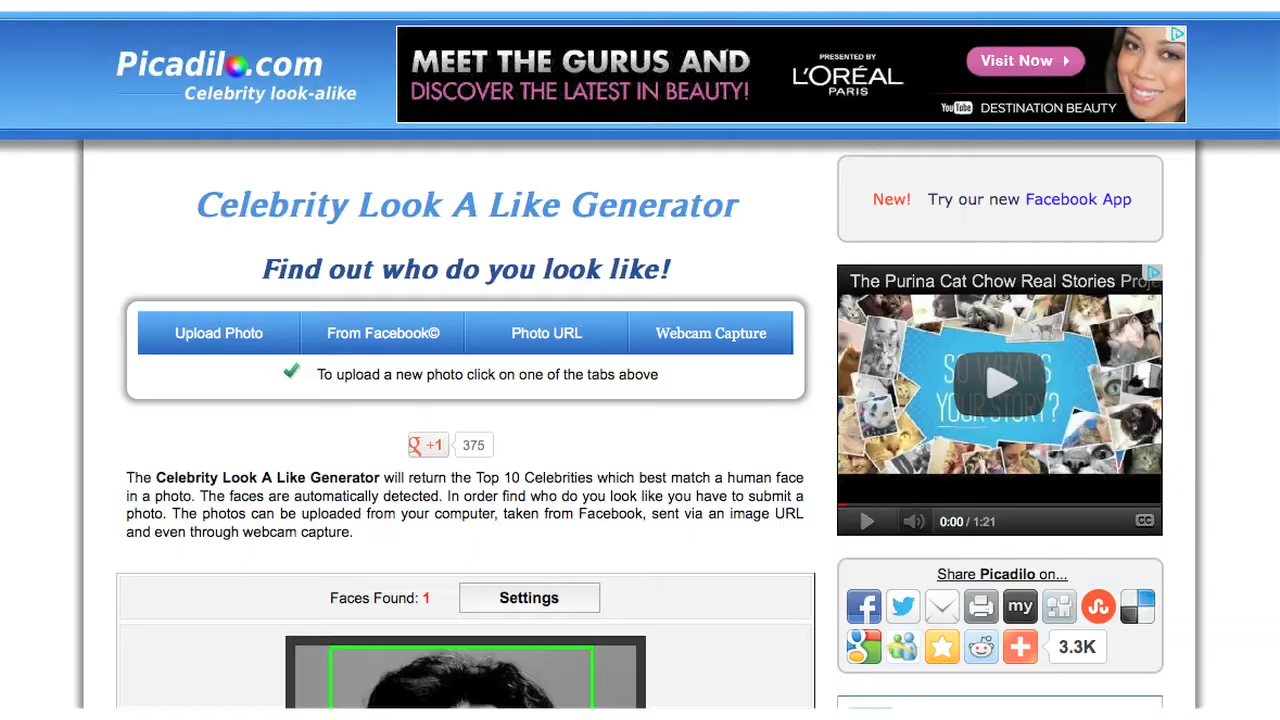 Picadilo.com
Celebrity look-alike
MEET THE GURUS AND
DISCOVER THE LATEST IN BEAUTY!
PRESENTED BY
L'ORÉAL
PARIS
Visit Now
YouTube DESTINATION BEAUTY
Celebrity Look A Like Generator
Find out who do you look like!
Upload Photo
From Facebook©
Photo URL
Webcam Capture
To upload a new photo click on one of the tabs above
g +1
375
The Celebrity Look A Like Generator will return the Top 10 Celebrities which best match a human face
in a photo. The faces are automatically detected. In order find who do you look like you have to submit a
photo. The photos can be uploaded from your computer, taken from Facebook, sent via an image URL
and even through webcam capture.
Faces Found: 1
Settings
New! Try our new Facebook App
The Purina Cat Chow Real Stories Proje
SO WHAT'S
YOUR STORY?
0:00 / 1:21
CC
Share Picadilo on...
my
3.3K